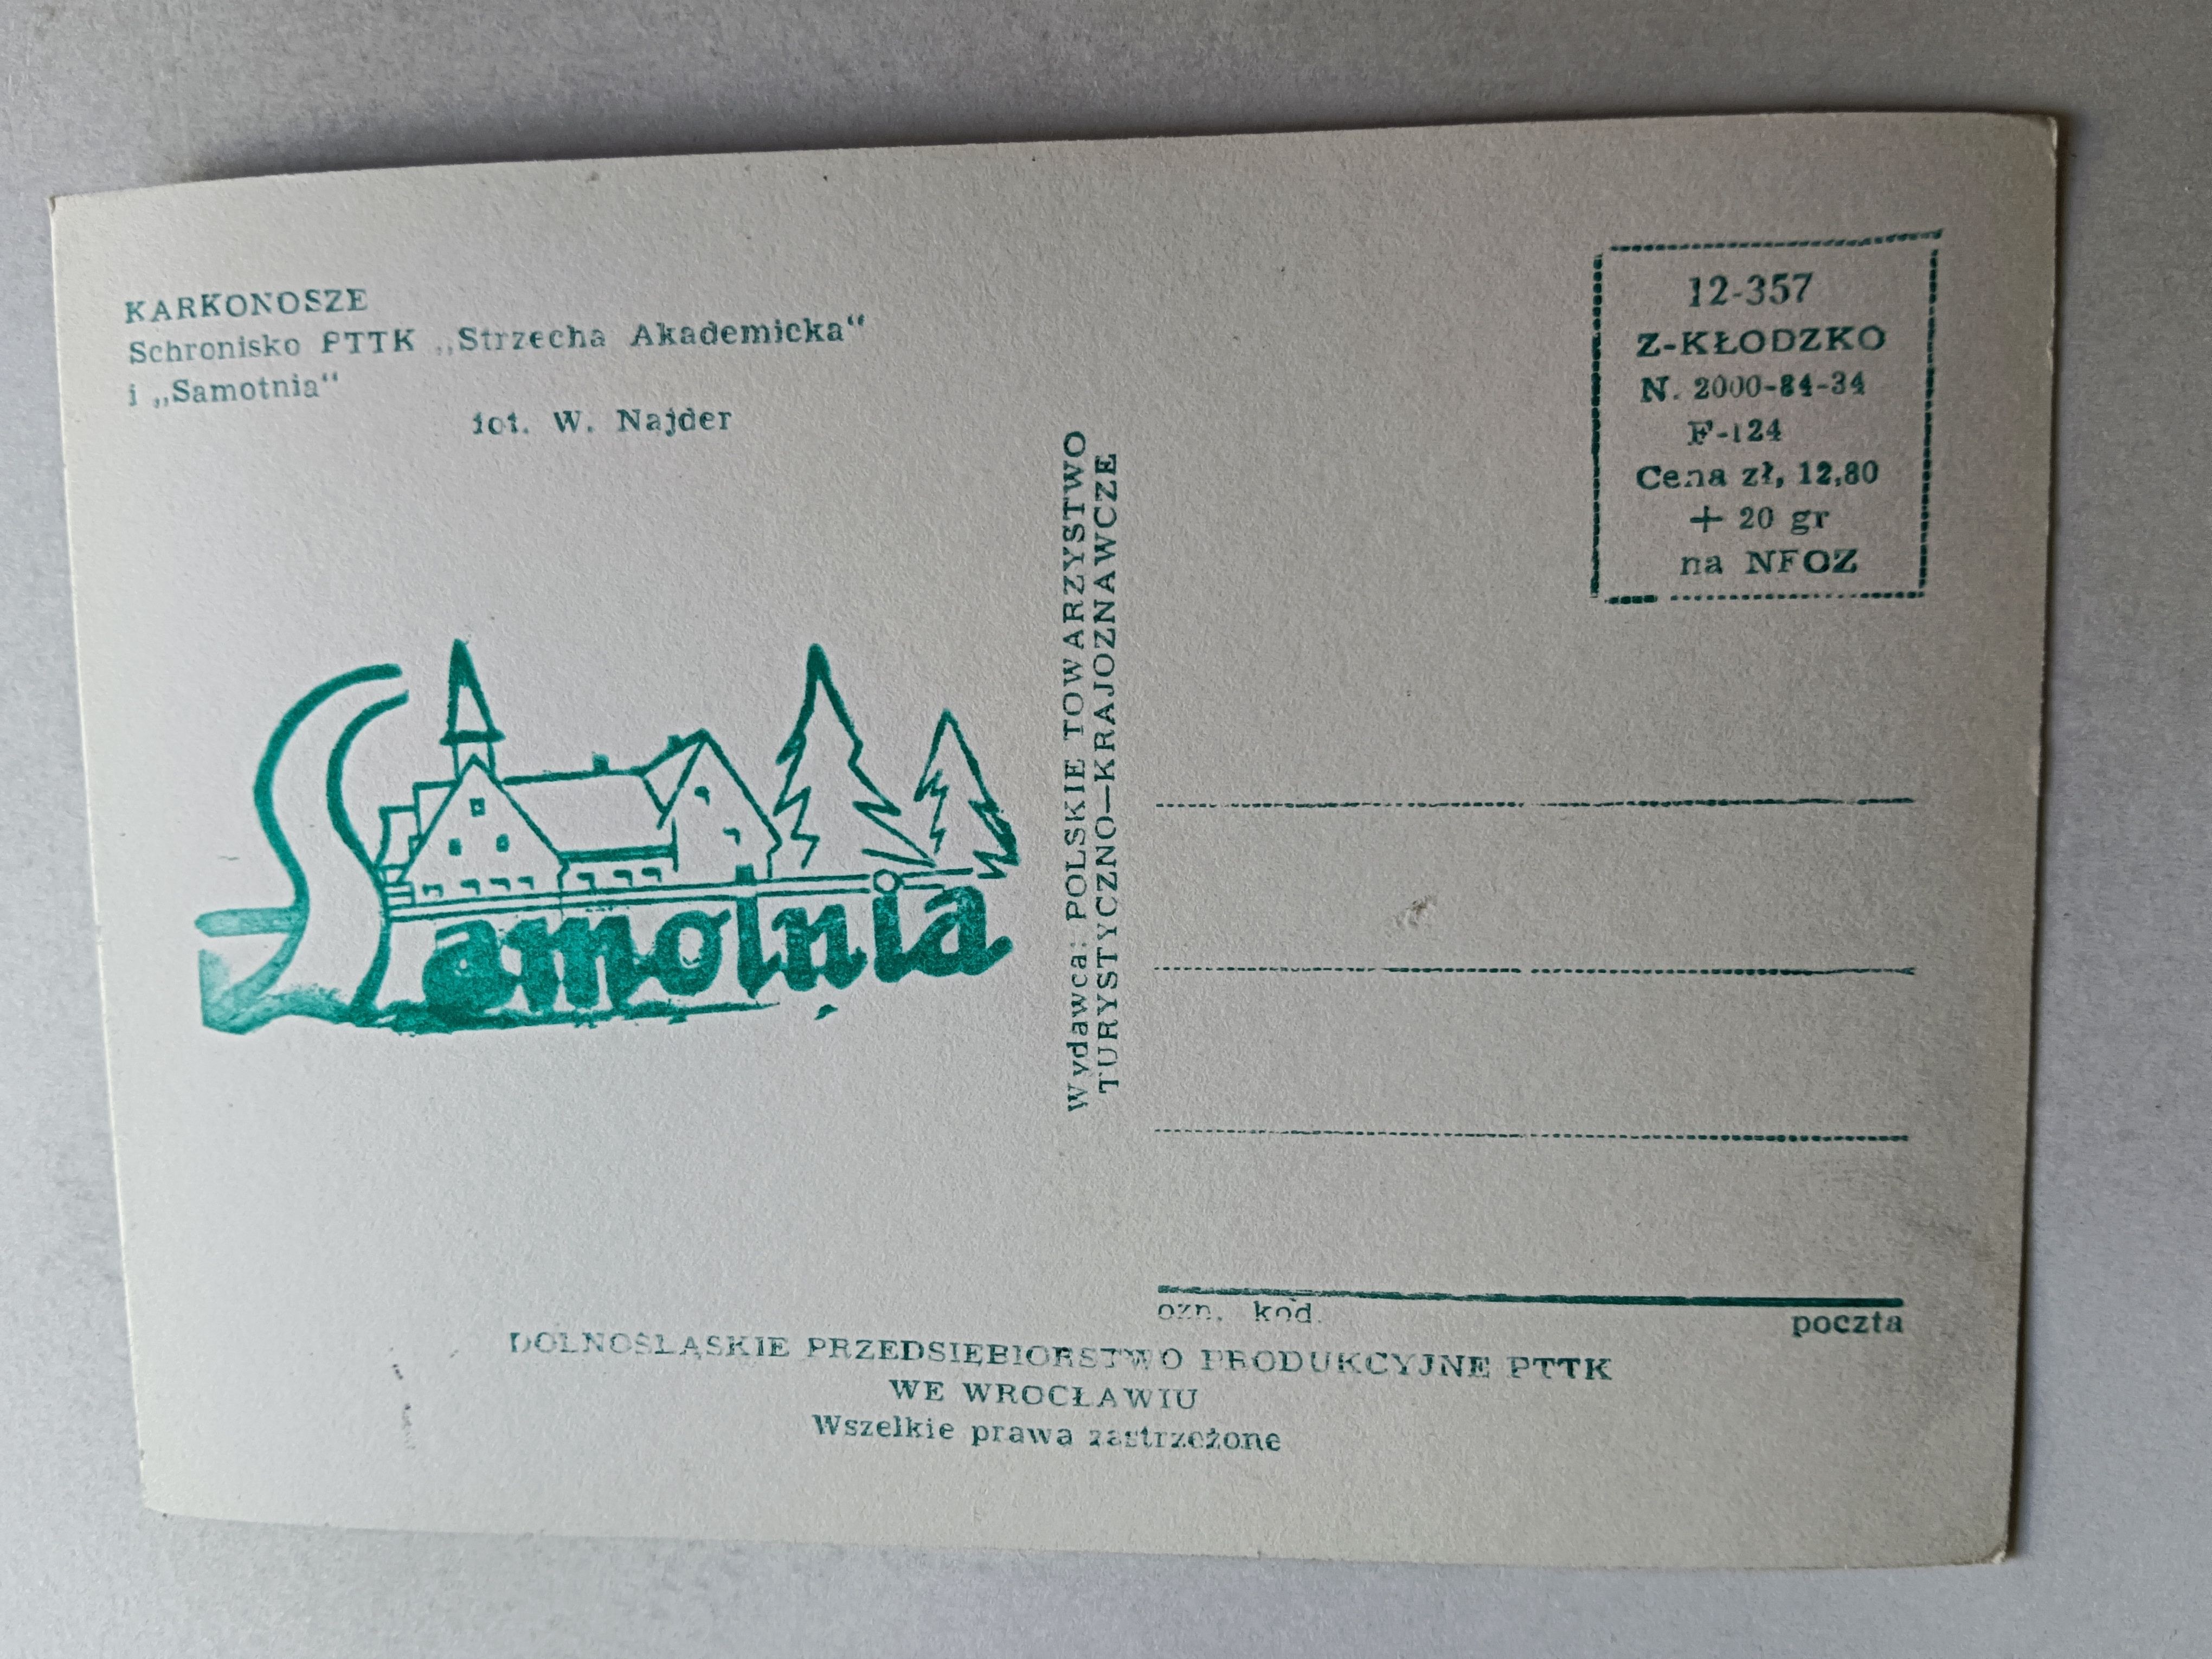 KARKONOSZE
Schronisko PTTK „Strzecha Akademicka“
i „Samotnia“
fot. W. Najder
Samotnia
Wydawca: POLSKIE TOWARZYSTWO
TURYSTYCZNO—KRAJOZNAWCZE
12-357
Z-KŁODZKO
N. 2000-84-34
F-124
Cena zł, 12,80
+ 20 gr
na NFOZ
ozn. kod.
poczta
DOLNOŚLĄSKIE PRZEDSIĘBIORSTWO PRODUKCYJNE PTTK
WE WROCŁAWIU
Wszelkie prawa zastrzeżone